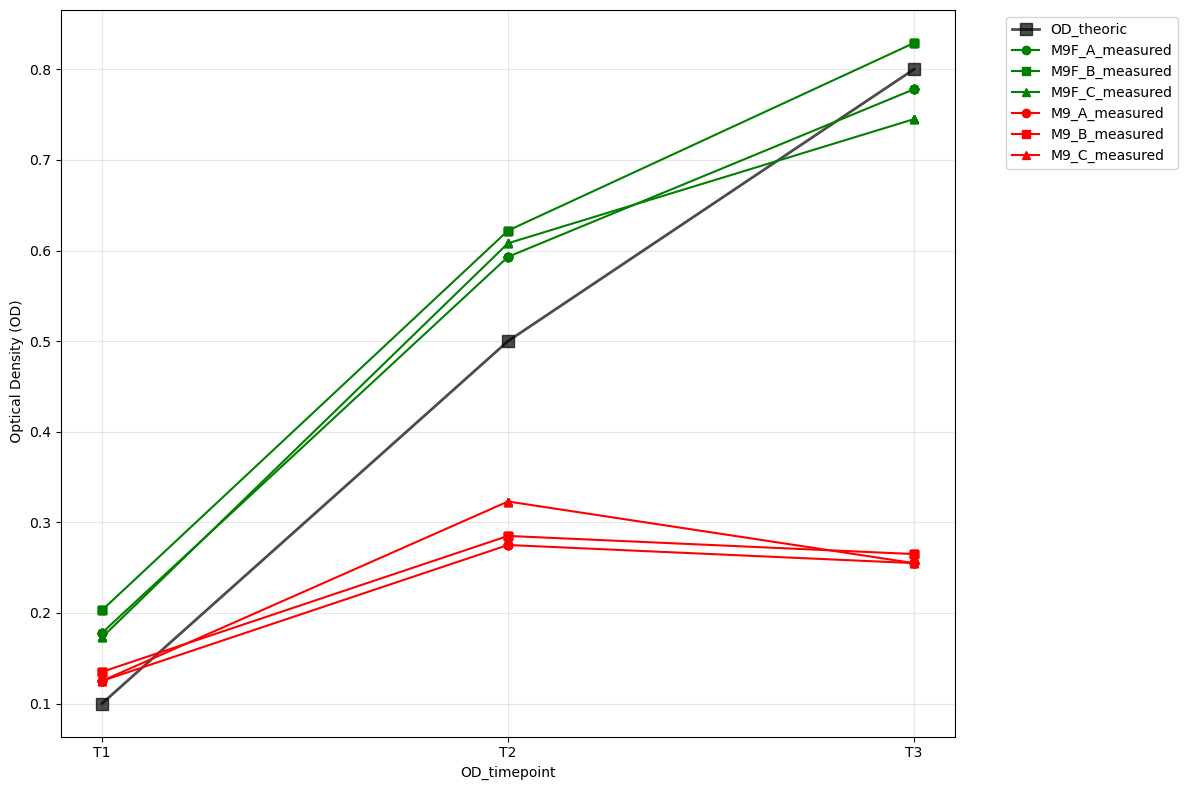 OD_theoric
M9F_A_measured
M9F_B_measured
M9F_C_measured
M9_A_measured
M9_B_measured
M9_C_measured
Optical Density (OD)
0.8
0.7
0.6
0.5
0.4
0.3
0.2
0.1
T1 T2 T3
OD_timepoint